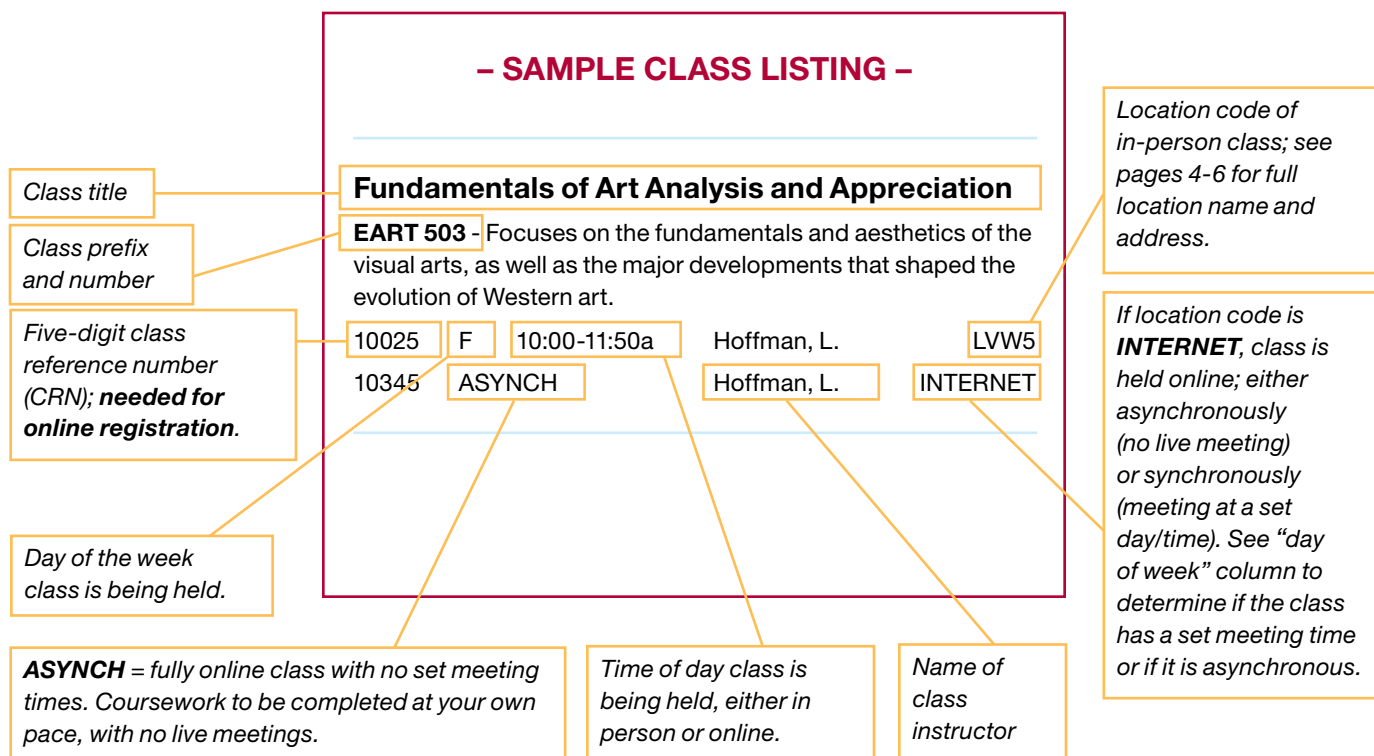 – SAMPLE CLASS LISTING –
Class title
Class prefix
and number
Five-digit class
reference number
(CRN); needed for
online registration.
Day of the week
class is being held.
Fundamentals of Art Analysis and Appreciation
EART 503 - Focuses on the fundamentals and aesthetics of the
visual arts, as well as the major developments that shaped the
evolution of Western art.
10025 F 10:00-11:50a Hoffman, L. LVW5
10345 ASYNCH Hoffman, L. INTERNET
Location code of
in-person class; see
pages 4-6 for full
location name and
address.
If location code is
INTERNET, class is
held online; either
asynchronously
(no live meeting)
or synchronously
(meeting at a set
day/time). See “day
of week” column to
determine if the class
has a set meeting time
or if it is asynchronous.
ASYNCH = fully online class with no set meeting
times. Coursework to be completed at your own
pace, with no live meetings.
Time of day class is
being held, either in
person or online.
Name of
class
instructor